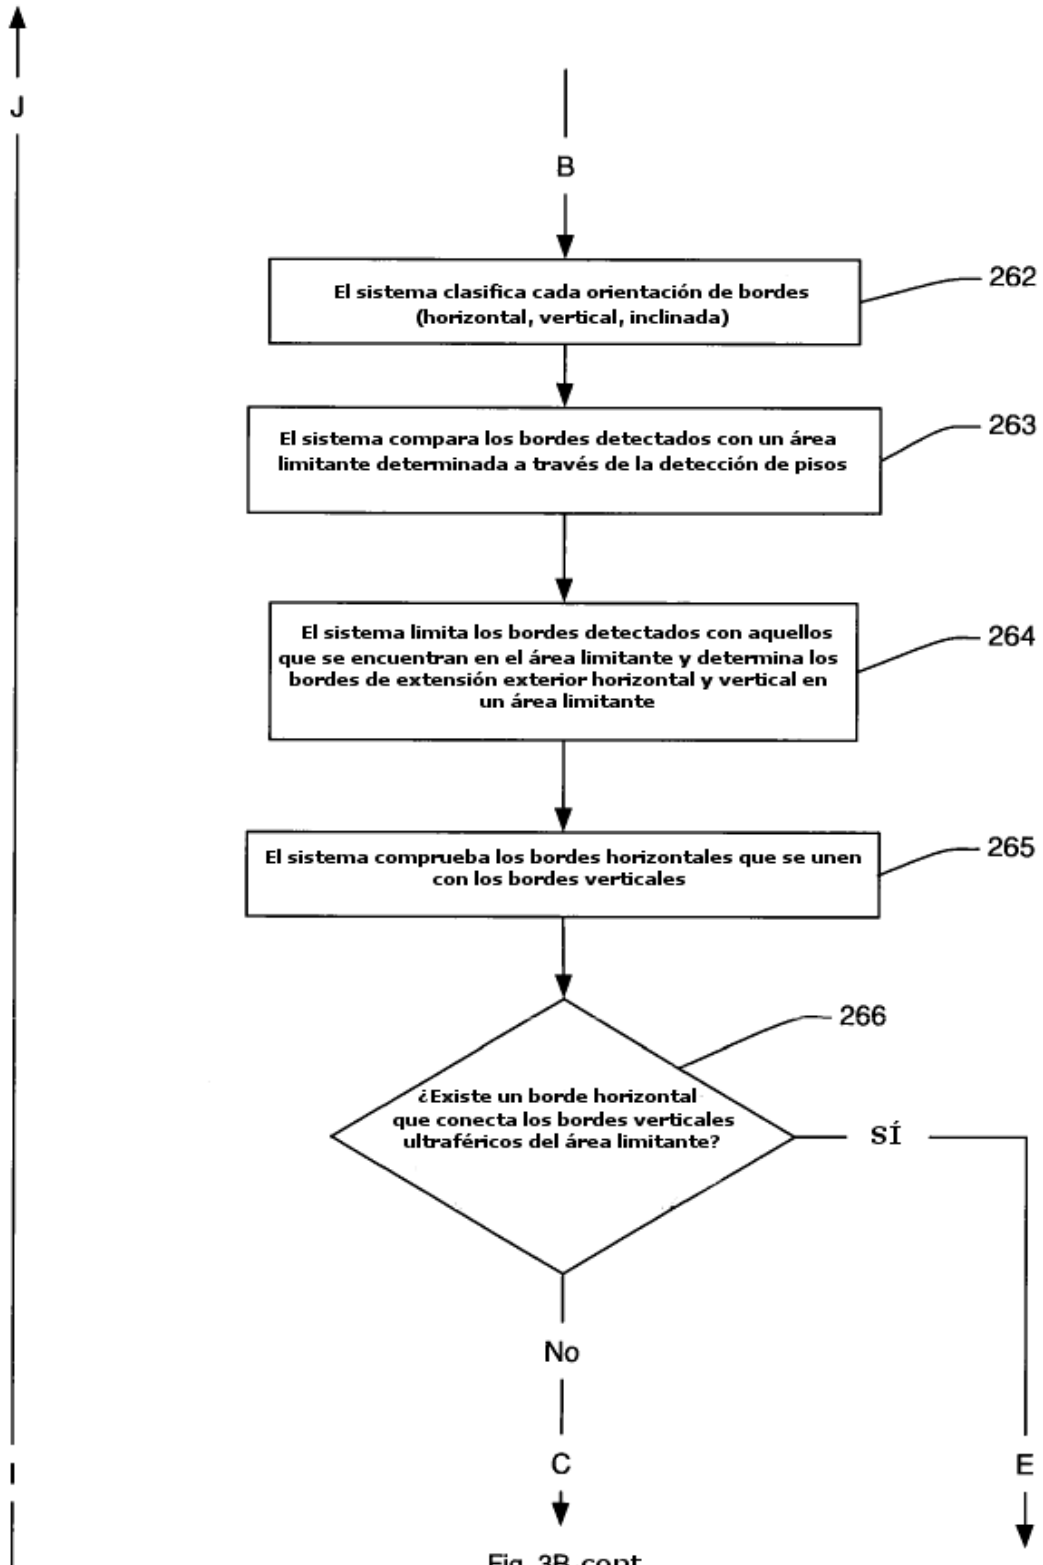 J
B
El sistema clasifica cada orientación de bordes
(horizontal, vertical, inclinada)
262
El sistema compara los bordes detectados con un área
limitante determinada a través de la detección de pisos
263
El sistema limita los bordes detectados con aquellos
que se encuentran en el área limitante y determina los
bordes de extensión exterior horizontal y vertical en
un área limitante
264
El sistema comprueba los bordes horizontales que se unen
con los bordes verticales
265
266
¿Existe un borde horizontal
que conecta los bordes verticales
ultraféricos del área limitante?
SÍ
No
C
E
I
Fig. 3B cont.